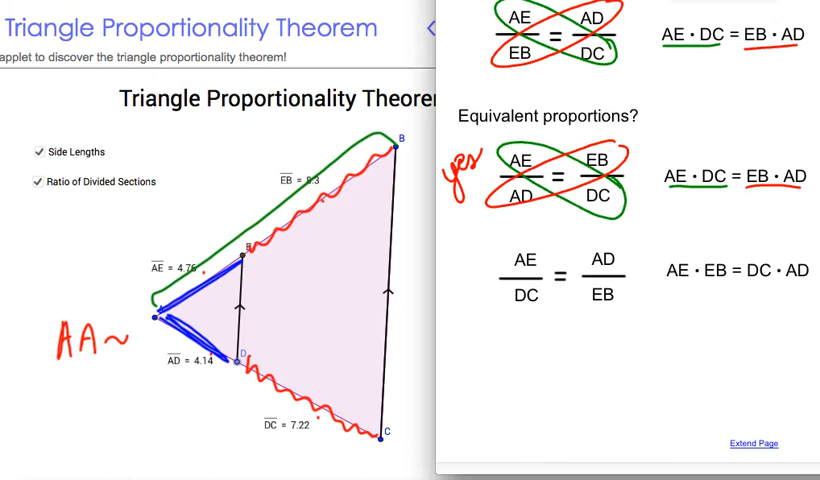 Triangle Proportionality Theorem
applet to discover the triangle proportionality theorem!
Triangle Proportionality Theore
Side Lengths
Ratio of Divided Sections
B
EB = 8.3
E
AE = 4.76
AA~
D
AD = 4.14
DC = 7.22
C
AE/EB = AD/DC
AE · DC = EB · AD
Equivalent proportions?
yes
AE/AD = EB/DC
AE · DC = EB · AD
AE/DC = AD/EB
AE · EB = DC · AD
Extend Page